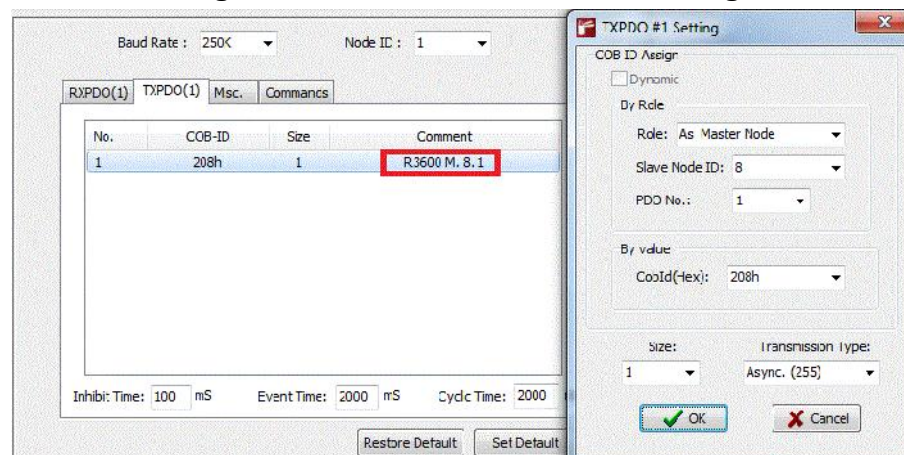 Baud Rate : 250K Node ID : 1
RXPDO(1) TXPDO(1) Msc. Commands
No. COB-ID Size Comment
1 208h 1 R3600 M. 8. 1
Inhibit Time: 100 mS Event Time: 2000 mS Cyclic Time: 2000
Restore Default Set Default
TXPDO #1 Setting
COB ID Assign
Dynamic
By Role
Role: As Master Node
Slave Node ID: 8
PDO No.: 1
By value
CobId(Hex): 208h
Size: Transmission Type:
1 Async. (255)
OK Cancel